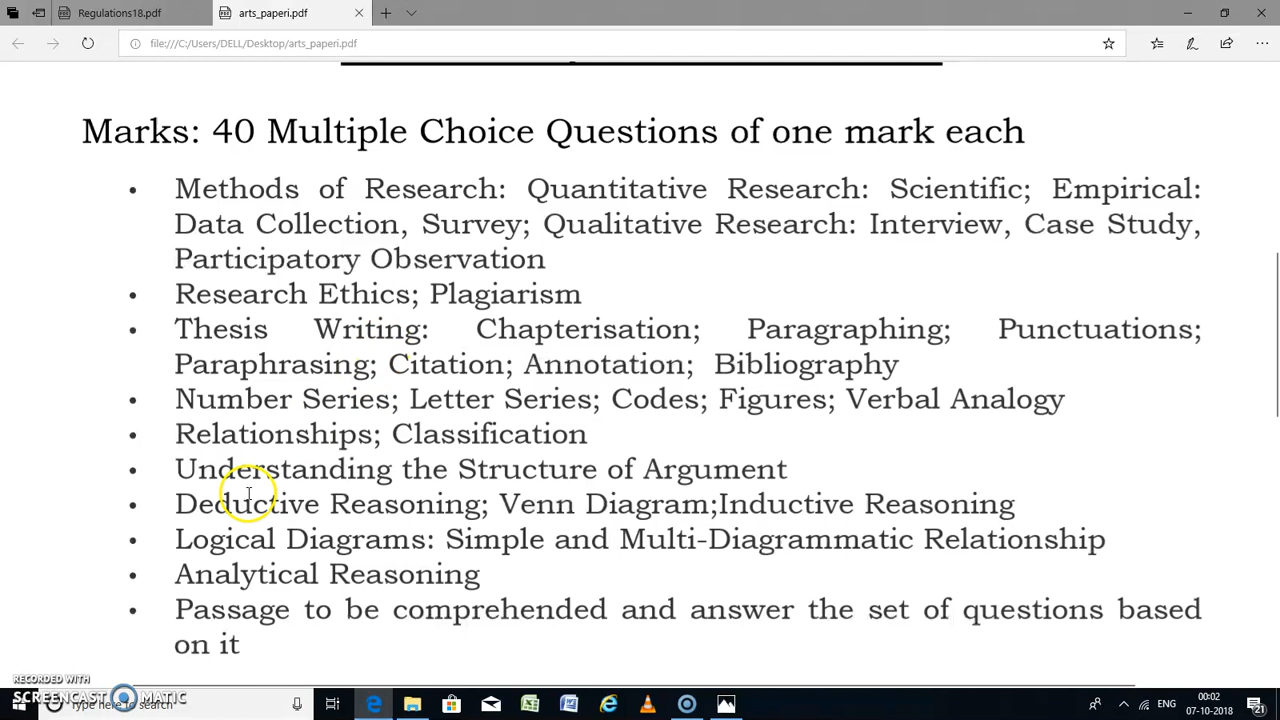 Regulations18.pdf
arts_paperi.pdf
file:///C:/Users/DELL/Desktop/arts_paperi.pdf
Marks: 40 Multiple Choice Questions of one mark each
• Methods of Research: Quantitative Research: Scientific; Empirical:
Data Collection, Survey; Qualitative Research: Interview, Case Study,
Participatory Observation
• Research Ethics; Plagiarism
• Thesis Writing: Chapterisation; Paragraphing; Punctuations;
Paraphrasing; Citation; Annotation; Bibliography
• Number Series; Letter Series; Codes; Figures; Verbal Analogy
• Relationships; Classification
• Understanding the Structure of Argument
• Deductive Reasoning; Venn Diagram;Inductive Reasoning
• Logical Diagrams: Simple and Multi-Diagrammatic Relationship
• Analytical Reasoning
• Passage to be comprehended and answer the set of questions based
on it
RECORDED WITH
SCREENCAST MATIC
Type here to search
00:02
07-10-2018
21